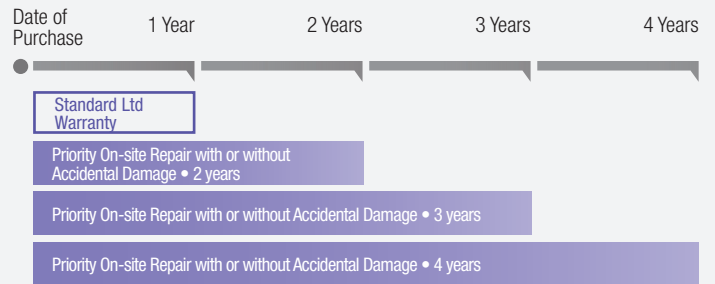 Date of
Purchase
1 Year
2 Years
3 Years
4 Years
Standard Ltd
Warranty
Priority On-site Repair with or without
Accidental Damage • 2 years
Priority On-site Repair with or without Accidental Damage • 3 years
Priority On-site Repair with or without Accidental Damage • 4 years